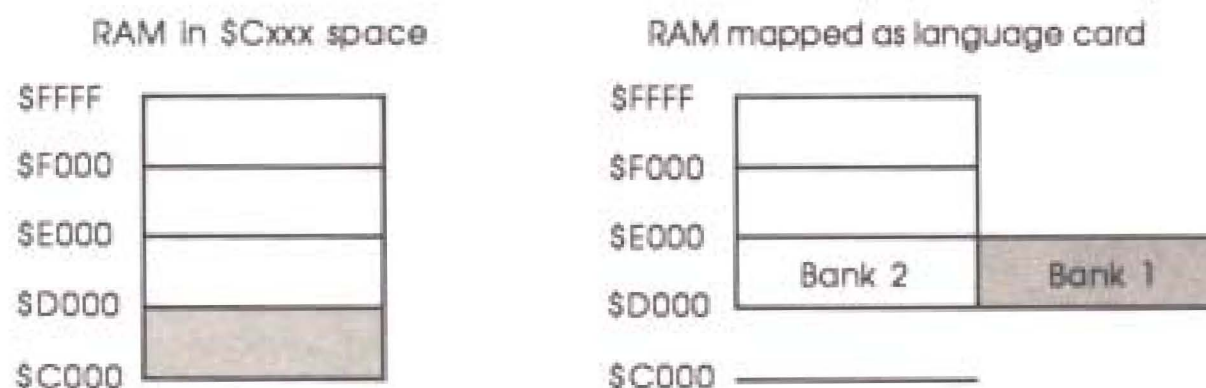 RAM in $Cxxx space
$FFFF
$F000
$E000
$D000
$C000
RAM mapped as language card
$FFFF
$F000
$E000
Bank 2
Bank 1
$D000
$C000